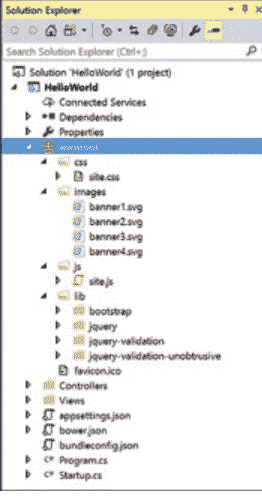 Solution Explorer
Search Solution Explorer (Ctrl+;)
Solution 'HelloWorld' (1 project)
HelloWorld
Connected Services
Dependencies
Properties
css
site.css
images
banner1.svg
banner2.svg
banner3.svg
banner4.svg
js
site.js
lib
bootstrap
jquery
jquery-validation
jquery-validation-unobtrusive
favicon.ico
Controllers
Views
appsettings.json
bower.json
bundleconfig.json
Program.cs
Startup.cs